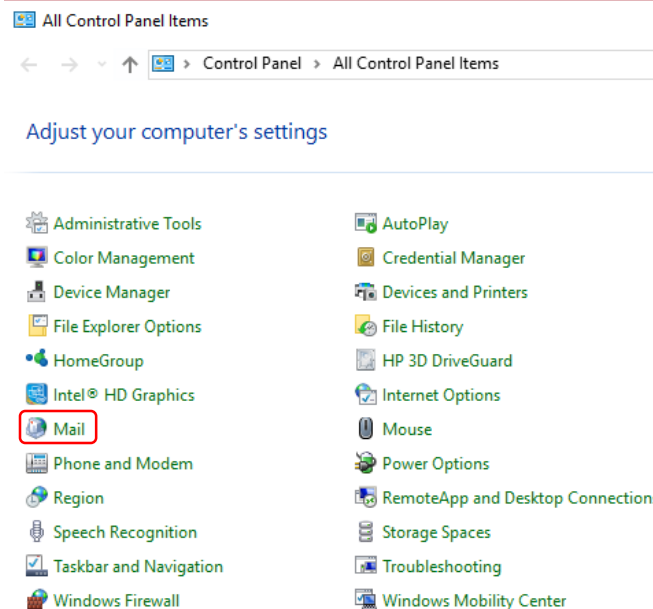 All Control Panel Items
Control Panel > All Control Panel Items
Adjust your computer's settings
Administrative Tools
AutoPlay
Color Management
Credential Manager
Device Manager
Devices and Printers
File Explorer Options
File History
HomeGroup
HP 3D DriveGuard
Intel® HD Graphics
Internet Options
Mail
Mouse
Phone and Modem
Power Options
Region
RemoteApp and Desktop Connection
Speech Recognition
Storage Spaces
Taskbar and Navigation
Troubleshooting
Windows Firewall
Windows Mobility Center